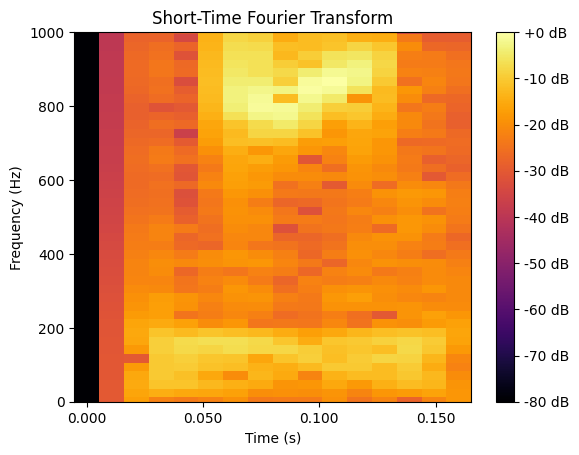 Short-Time Fourier Transform
Frequency (Hz)
1000
800
600
400
200
0
0.000
0.050
0.100
0.150
Time (s)
+0 dB
-10 dB
-20 dB
-30 dB
-40 dB
-50 dB
-60 dB
-70 dB
-80 dB